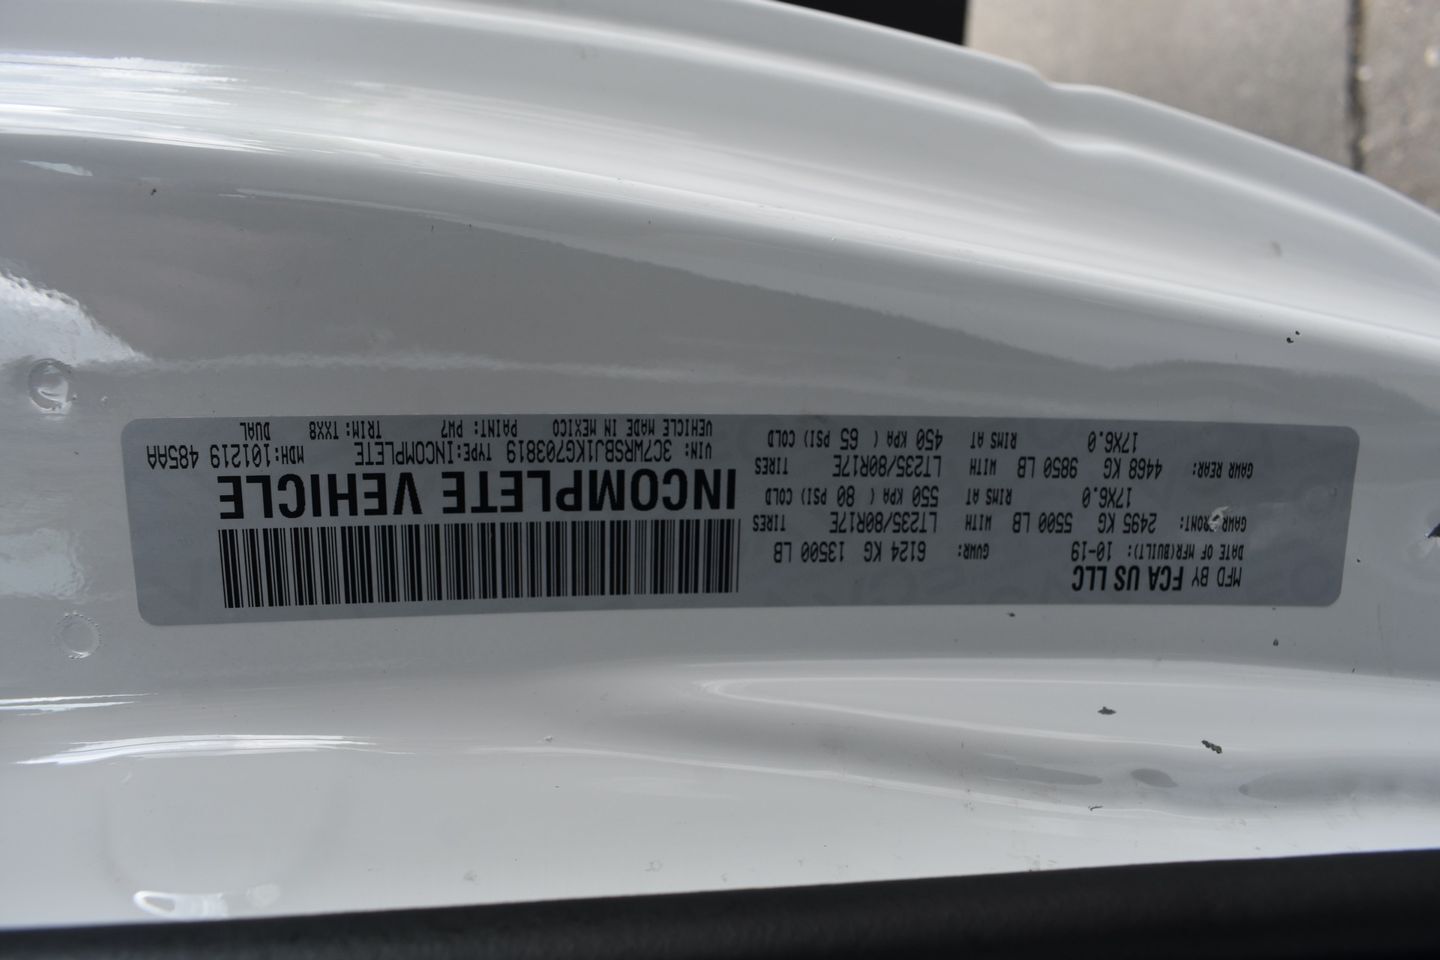 MFD BY FCA US LLC
DATE OF MFR(BUILT): 10-19 GVWR: 6124 KG 13500 LB
GAWR FRONT: 2495 KG 5500 LB WITH LT235/80R17E TIRES
17X6.0 RIMS AT 550 KPA ( 80 PSI) COLD
GAWR REAR: 4468 KG 9850 LB WITH LT235/80R17E TIRES
17X6.0 RIMS AT 450 KPA ( 65 PSI) COLD
INCOMPLETE VEHICLE
VIN: 3C7WRSBJ1KG703819 TYPE:INCOMPLETE MDH:101219 485AA
VEHICLE MADE IN MEXICO PAINT: PW7 TRIM: TXX8 DUAL